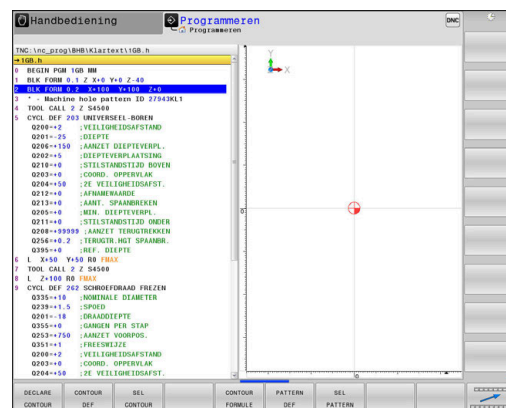 Handbediening
Programmeren
Programmeren
DNC
TNC:\nc_prog\BHB\Klartext\1GB.h
→1GB.h
0 BEGIN PGM 1GB MM
1 BLK FORM 0.1 Z X+0 Y+0 Z-40
2 BLK FORM 0.2 X+100 Y+100 Z+0
3 * - Machine hole pattern ID 27943KL1
4 TOOL CALL 2 Z S4500
5 CYCL DEF 203 UNIVERSEEL-BOREN
Q200=+2 ;VEILIGHEIDSAFSTAND
Q201=-25 ;DIEPTE
Q206=+150 ;AANZET DIEPTEVERPL.
Q202=+5 ;DIEPTEVERPLAATSING
Q210=+0 ;STILSTANDSTIJD BOVEN
Q203=+0 ;COORD. OPPERVLAK
Q204=+50 ;2E VEILIGHEIDSAFST.
Q212=+0 ;AFNAMEWAARDE
Q213=+0 ;AANT. SPAANBREKEN
Q205=+0 ;MIN. DIEPTEVERPL.
Q211=+0 ;STILSTANDSTIJD ONDER
Q208=+99999 ;AANZET TERUGTREKKEN
Q256=+0.2 ;TERUGTR.HGT SPAANBR.
Q395=+0 ;REF. DIEPTE
6 L X+50 Y+50 R0 FMAX
7 TOOL CALL 2 Z S4500
8 L Z+100 R0 FMAX
9 CYCL DEF 262 SCHROEFDRAAD FREZEN
Q335=+10 ;NOMINALE DIAMETER
Q239=+1.5 ;SPOED
Q201=-18 ;DRAADDIEPTE
Q355=+0 ;GANGEN PER STAP
Q253=+750 ;AANZET VOORPOS.
Q351=+1 ;FREESWIJZE
Q200=+2 ;VEILIGHEIDSAFSTAND
Q203=+0 ;COORD. OPPERVLAK
Q204=+50 ;2E VEILIGHEIDSAFST.
Y
X
0
0
DECLARE CONTOUR
CONTOUR DEF
SEL CONTOUR
CONTOUR FORMULE
PATTERN DEF
SEL PATTERN